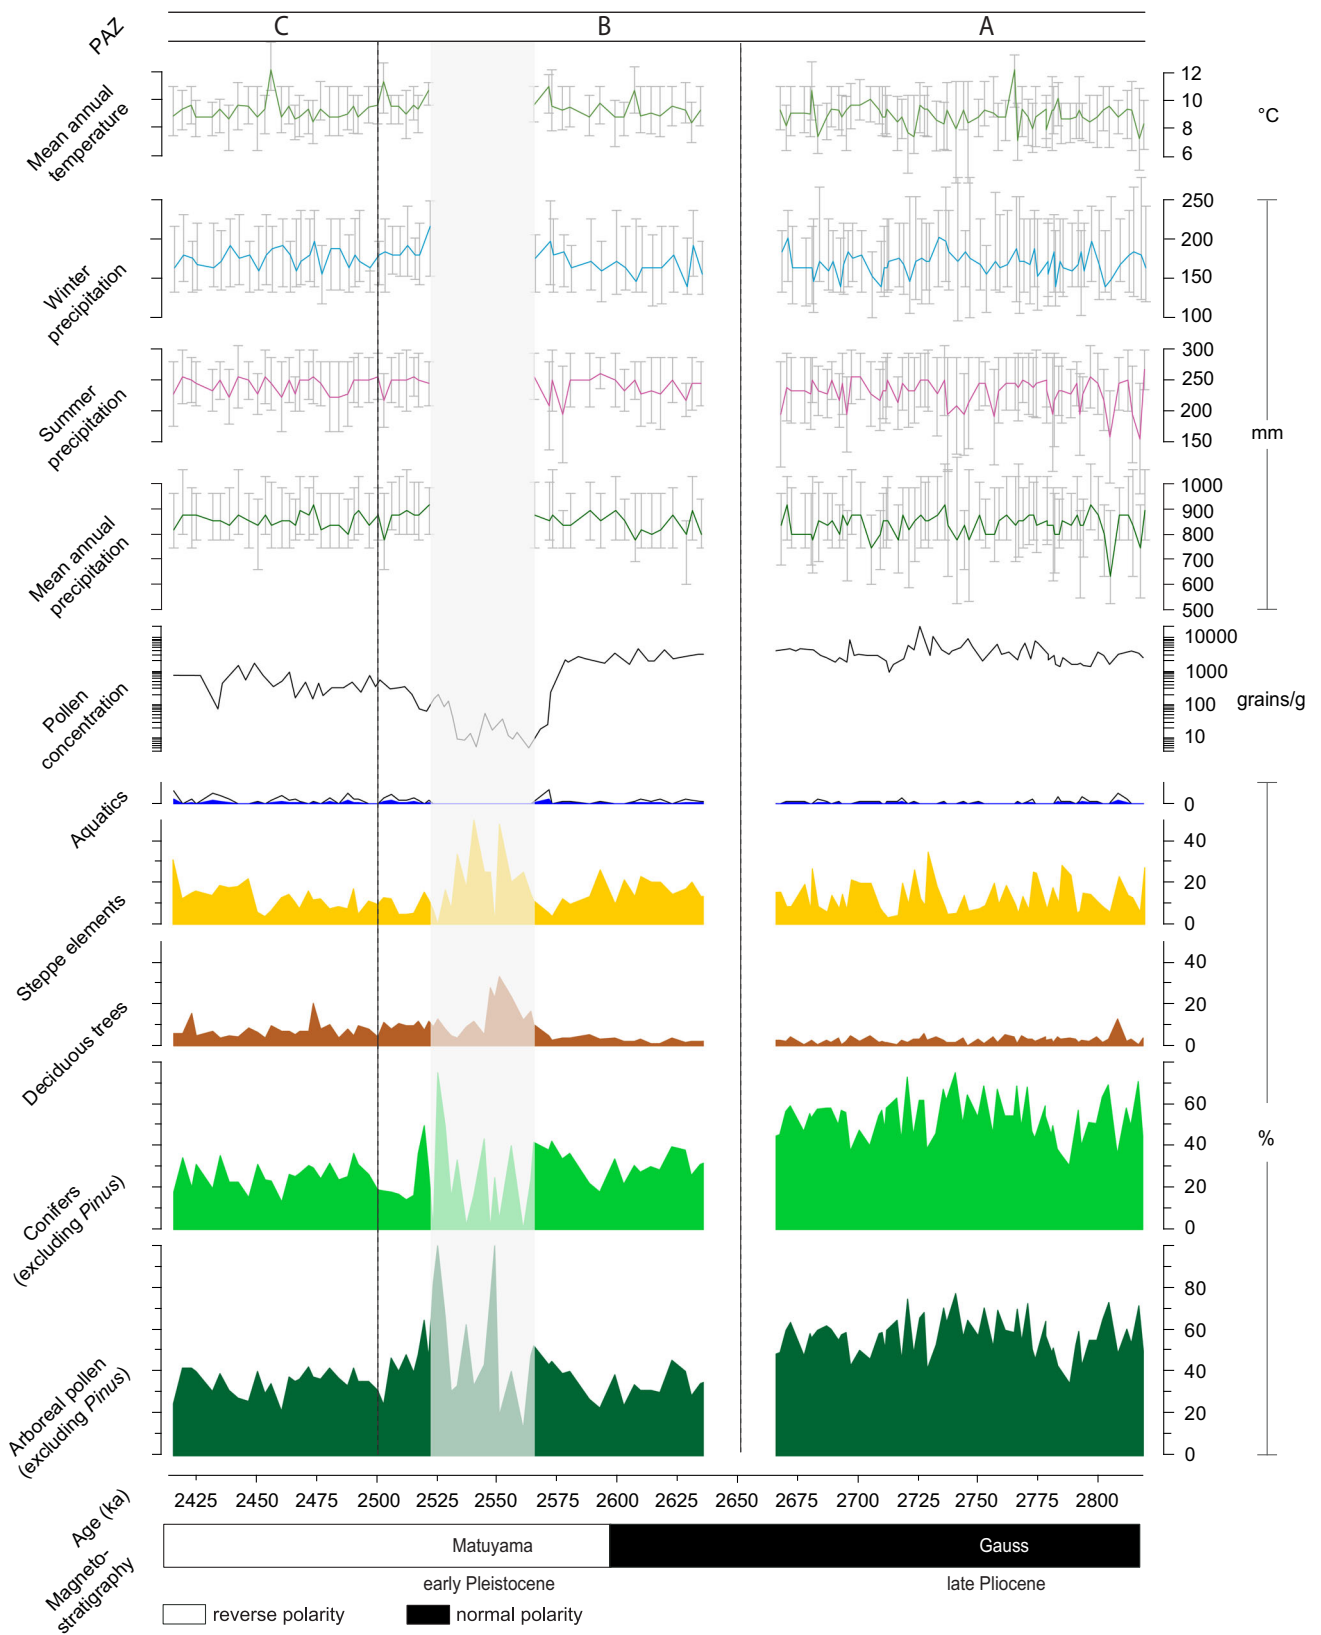 PAZ
C
B
A
Mean annual
temperature
12
10
8
6
°C
Winter
precipitation
250
200
150
100
Summer
precipitation
300
250
200
150
mm
Mean annual
precipitation
1000
900
800
700
600
500
Pollen
concentration
10000
1000
100
10
grains/g
Aquatics
0
Steppe elements
40
20
0
Deciduous trees
40
20
0
Conifers
(excluding Pinus)
60
40
20
0
%
Arboreal pollen
(excluding Pinus)
80
60
40
20
0
Age (ka)
2425 2450 2475 2500 2525 2550 2575 2600 2625 2650 2675 2700 2725 2750 2775 2800
Magneto-
stratigraphy
Matuyama
Gauss
early Pleistocene
late Pliocene
reverse polarity
normal polarity